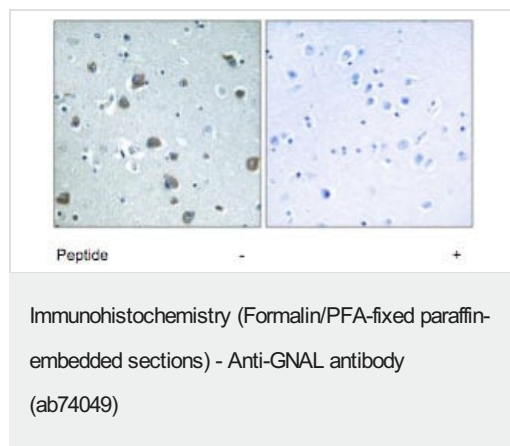 Peptide - +
Immunohistochemistry (Formalin/PFA-fixed paraffin-
embedded sections) - Anti-GNAL antibody
(ab74049)